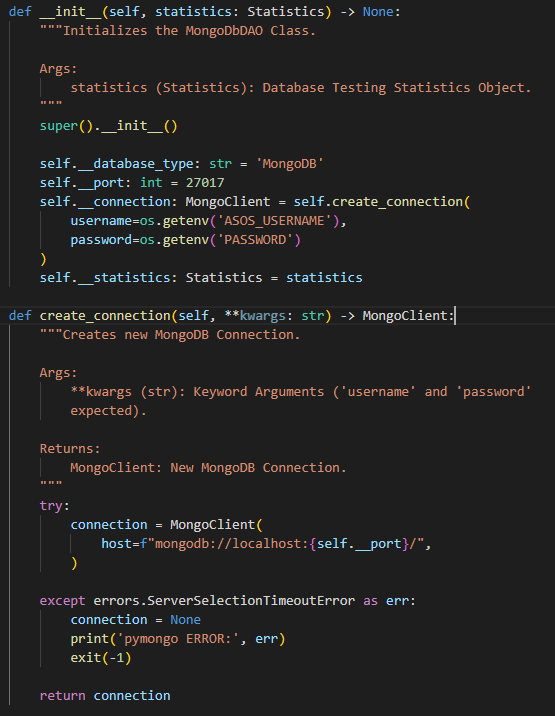 def __init__(self, statistics: Statistics) -> None:
    """Initializes the MongoDbDAO Class.

    Args:
        statistics (Statistics): Database Testing Statistics Object.
    """
    super().__init__()

    self.__database_type: str = 'MongoDB'
    self.__port: int = 27017
    self.__connection: MongoClient = self.create_connection(
        username=os.getenv('ASOS_USERNAME'),
        password=os.getenv('PASSWORD')
    )
    self.__statistics: Statistics = statistics

def create_connection(self, **kwargs: str) -> MongoClient:
    """Creates new MongoDB Connection.

    Args:
        **kwargs (str): Keyword Arguments ('username' and 'password'
        expected).

    Returns:
        MongoClient: New MongoDB Connection.
    """
    try:
        connection = MongoClient(
            host=f"mongodb://localhost:{self.__port}/",
        )

    except errors.ServerSelectionTimeoutError as err:
        connection = None
        print('pymongo ERROR:', err)
        exit(-1)

    return connection